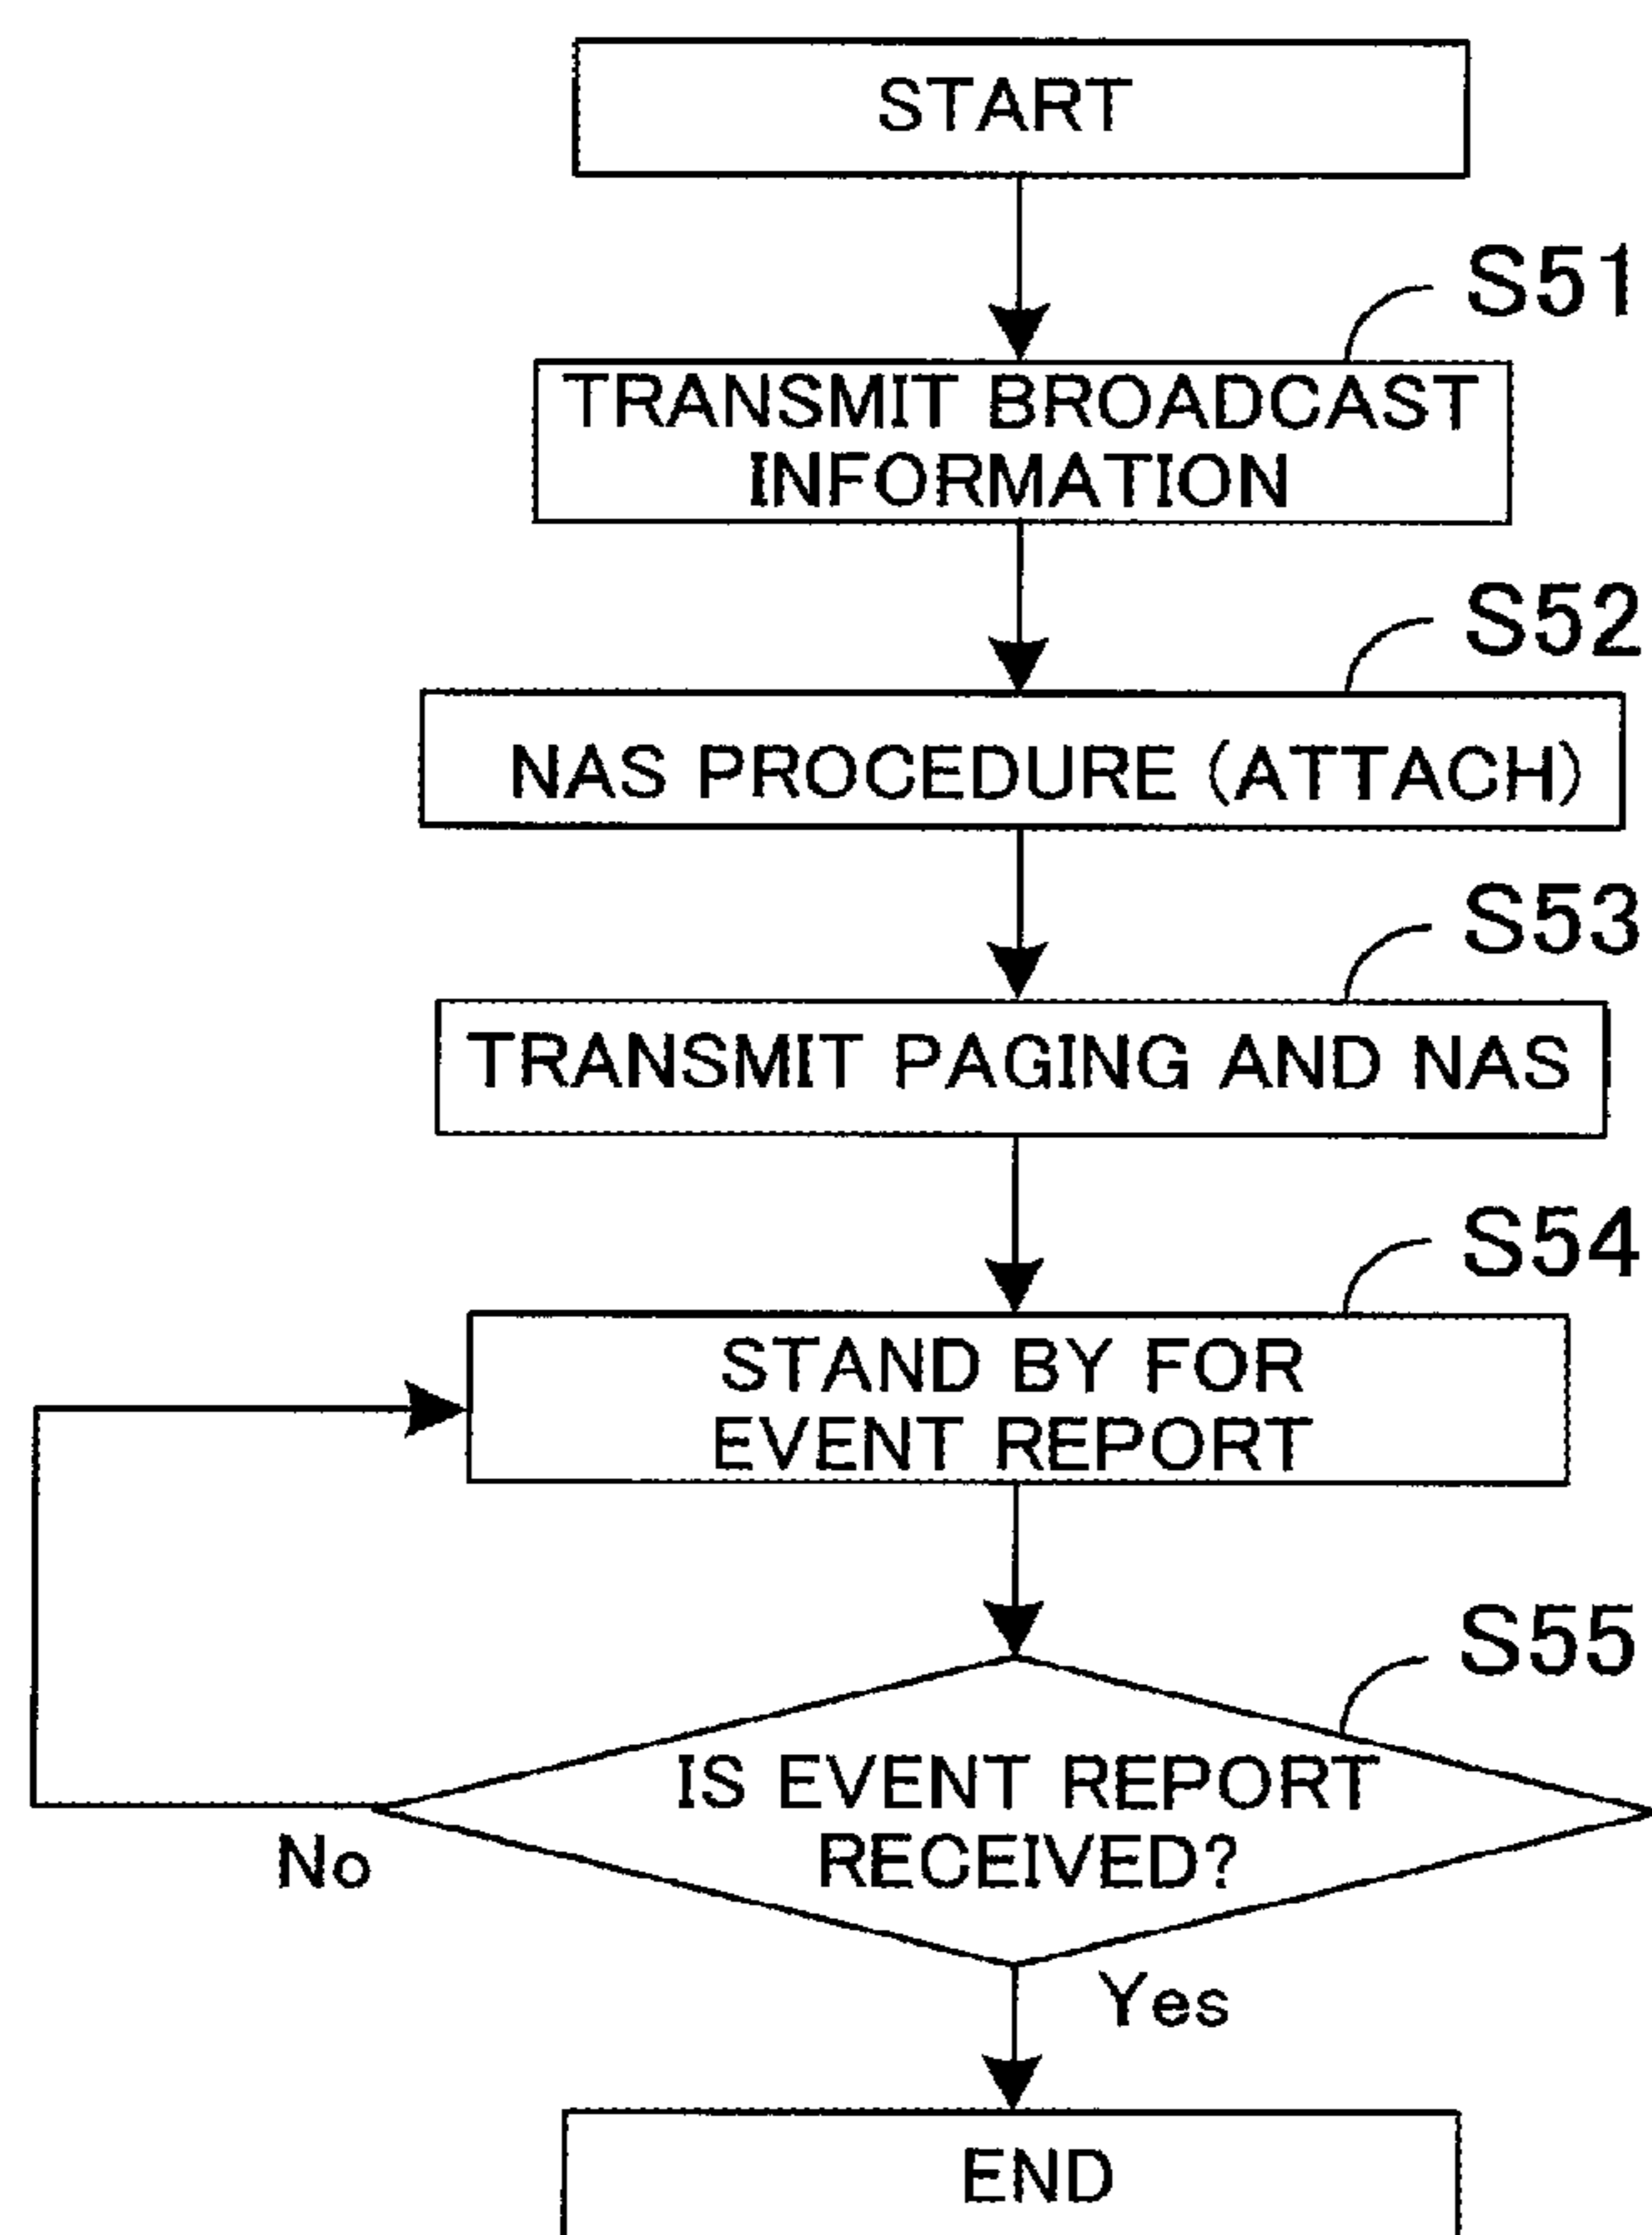 START
S51
TRANSMIT BROADCAST
INFORMATION
S52
NAS PROCEDURE (ATTACH)
S53
TRANSMIT PAGING AND NAS
S54
STAND BY FOR
EVENT REPORT
S55
IS EVENT REPORT
RECEIVED?
No
Yes
END